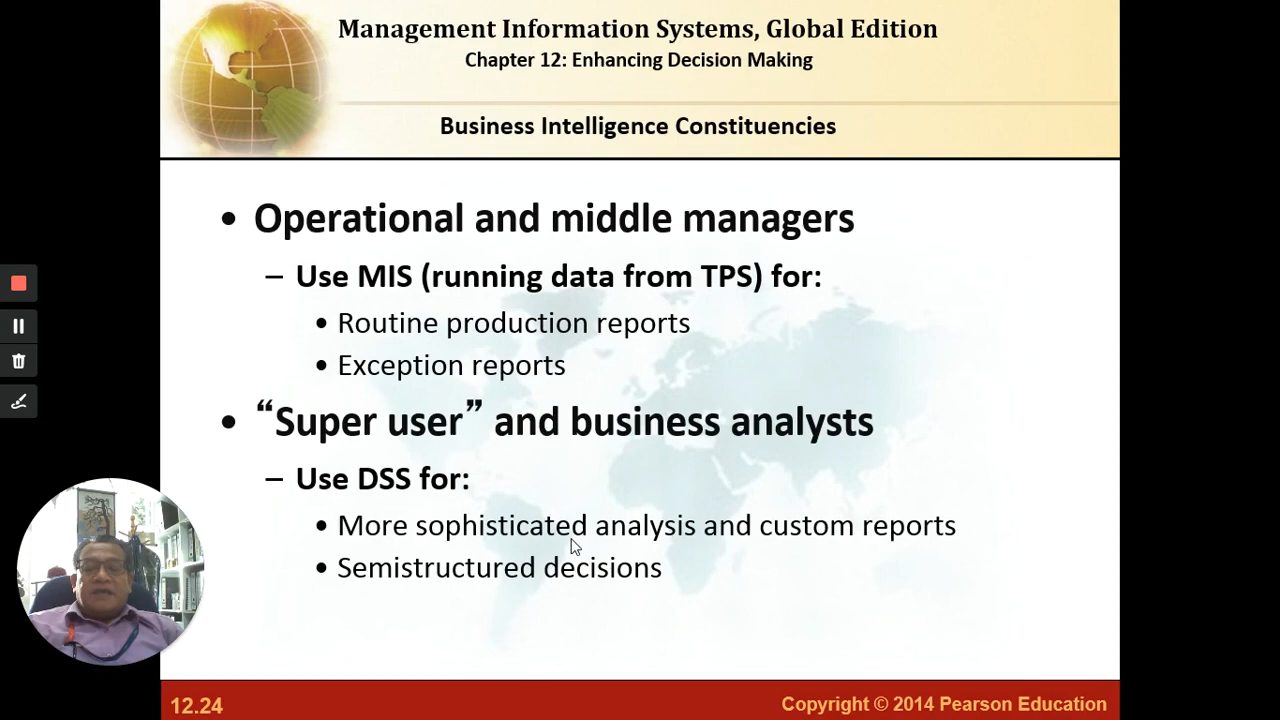 Management Information Systems, Global Edition
Chapter 12: Enhancing Decision Making
Business Intelligence Constituencies
• Operational and middle managers
– Use MIS (running data from TPS) for:
• Routine production reports
• Exception reports
• “Super user” and business analysts
– Use DSS for:
• More sophisticated analysis and custom reports
• Semistructured decisions
12.24
Copyright © 2014 Pearson Education